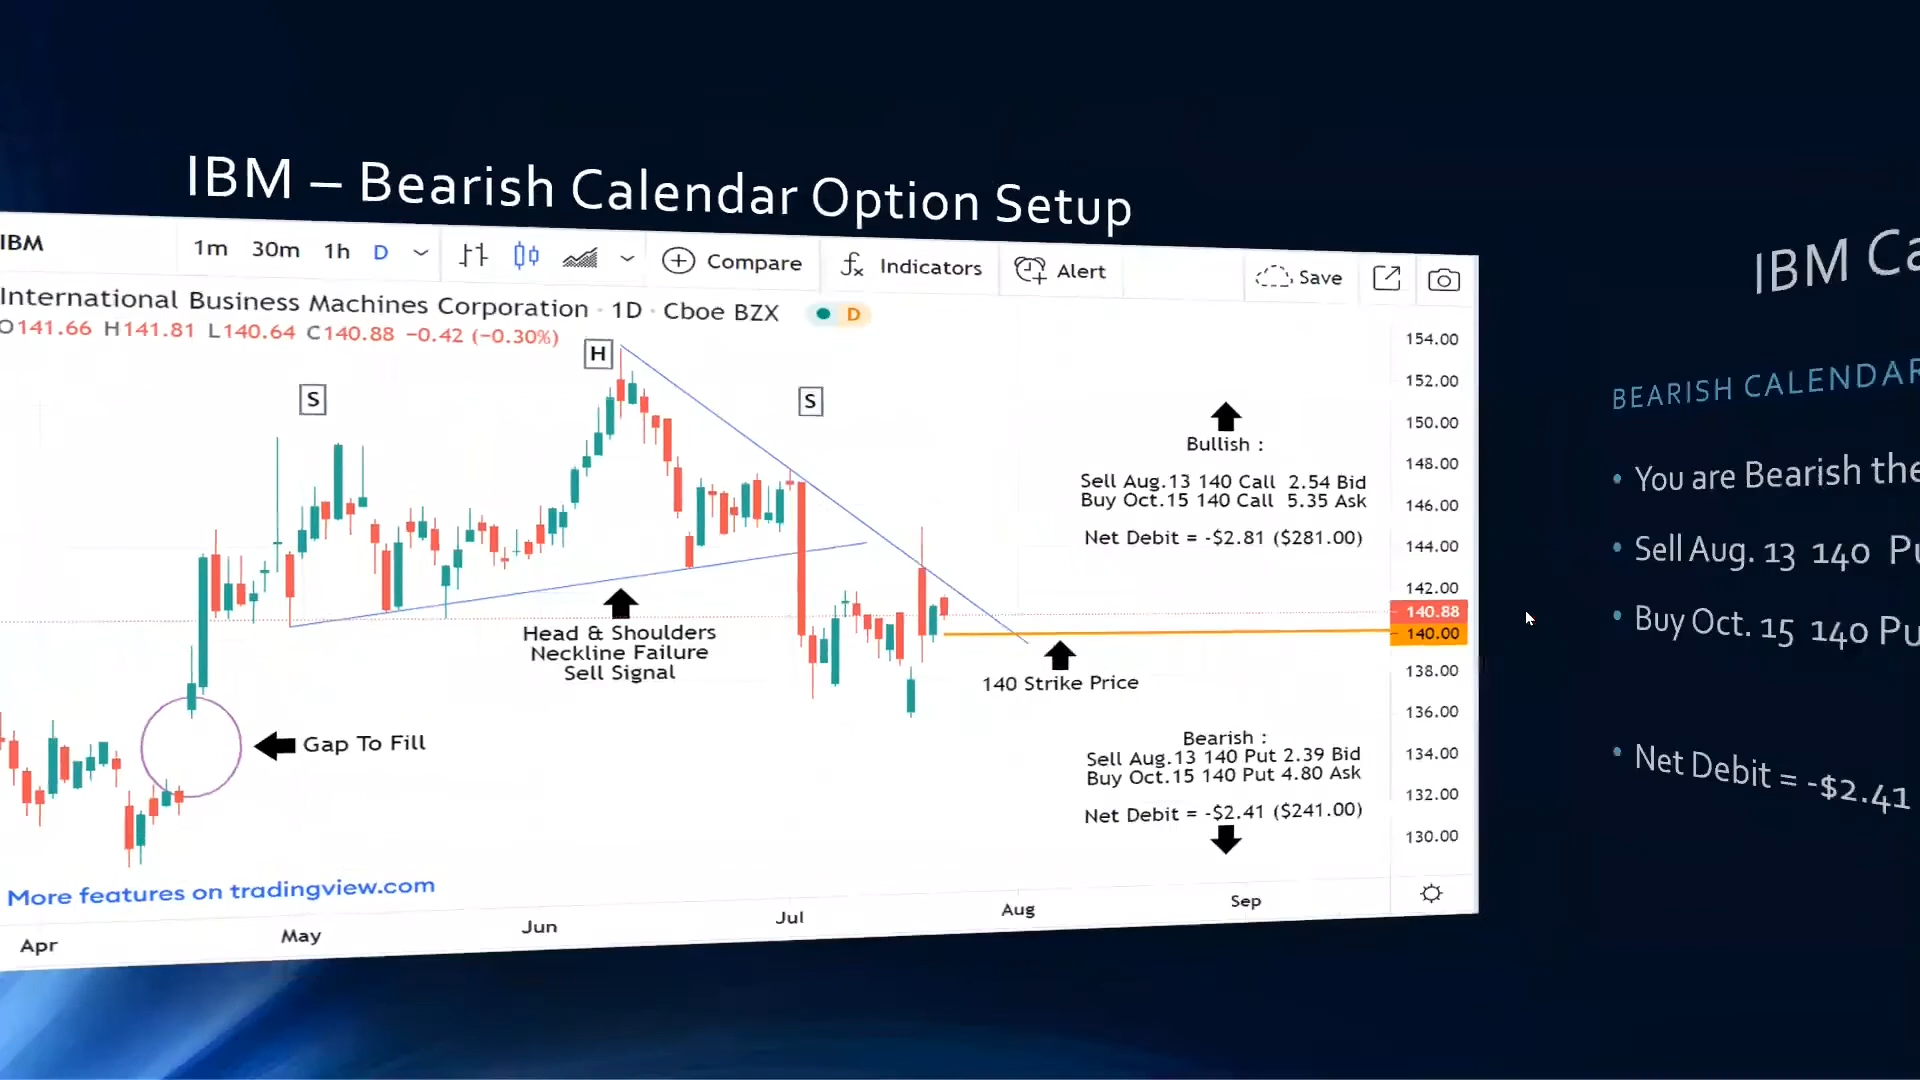 IBM – Bearish Calendar Option Setup
IBM
1m 30m 1h D
Compare
Indicators
Alert
Save
International Business Machines Corporation · 1D · Cboe BZX
D
O141.66 H141.81 L140.64 C140.88 −0.42 (−0.30%)
S
H
S
Bullish :
Sell Aug.13 140 Call 2.54 Bid
Buy Oct.15 140 Call 5.35 Ask
Net Debit = -$2.81 ($281.00)
Head & Shoulders
Neckline Failure
Sell Signal
140 Strike Price
Gap To Fill
Bearish :
Sell Aug.13 140 Put 2.39 Bid
Buy Oct.15 140 Put 4.80 Ask
Net Debit = -$2.41 ($241.00)
154.00
152.00
150.00
148.00
146.00
144.00
142.00
140.88
140.00
138.00
136.00
134.00
132.00
130.00
More features on tradingview.com
Apr May Jun Jul Aug Sep
IBM Ca
BEARISH CALENDAR
• You are Bearish the
• Sell Aug. 13 140 Pu
• Buy Oct. 15 140 Pu
• Net Debit = -$2.41